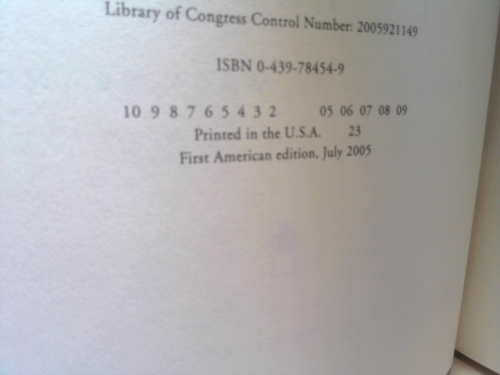 Library of Congress Control Number: 2005921149
ISBN 0-439-78454-9
10 9 8 7 6 5 4 3 2 05 06 07 08 09
Printed in the U.S.A. 23
First American edition, July 2005